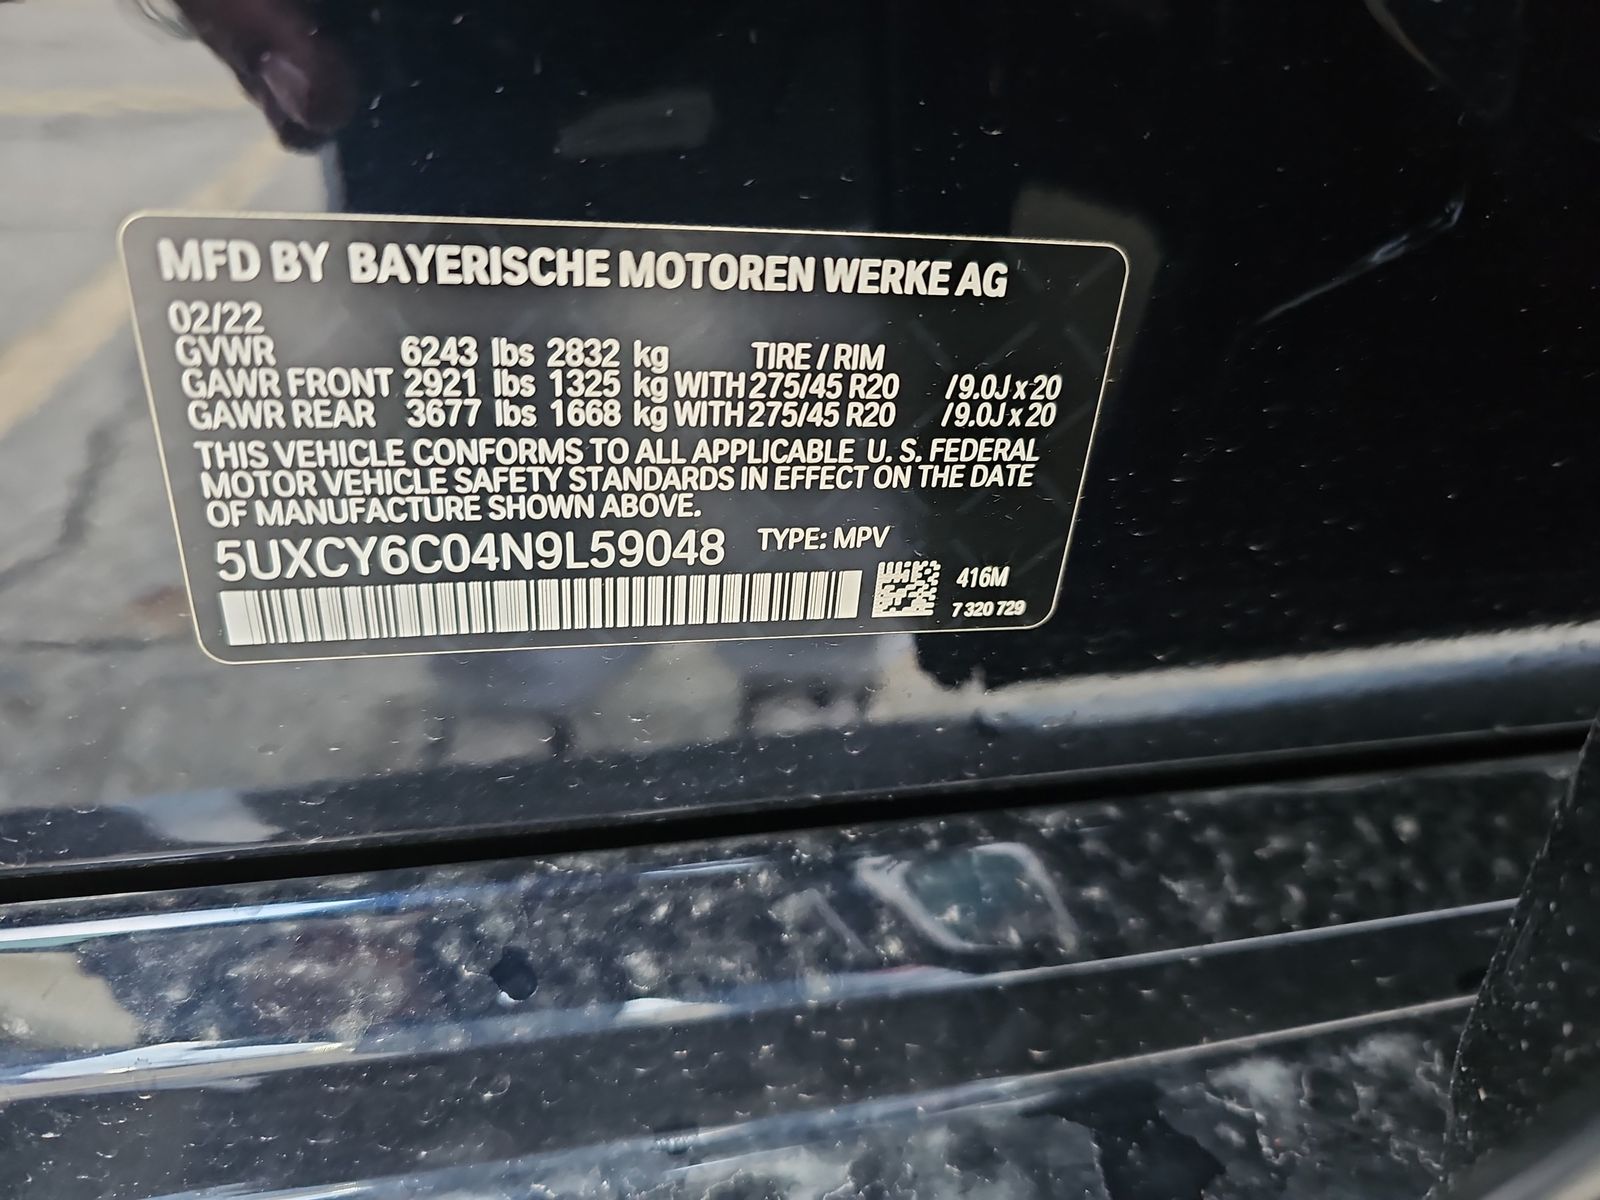 MFD BY BAYERISCHE MOTOREN WERKE AG
02/22
GVWR 6243 lbs 2832 kg TIRE / RIM
GAWR FRONT 2921 lbs 1325 kg WITH 275/45 R20 /9.0J x 20
GAWR REAR 3677 lbs 1668 kg WITH 275/45 R20 /9.0J x 20
THIS VEHICLE CONFORMS TO ALL APPLICABLE U. S. FEDERAL
MOTOR VEHICLE SAFETY STANDARDS IN EFFECT ON THE DATE
OF MANUFACTURE SHOWN ABOVE.
5UXCY6C04N9L59048 TYPE: MPV
416M
7 320 729